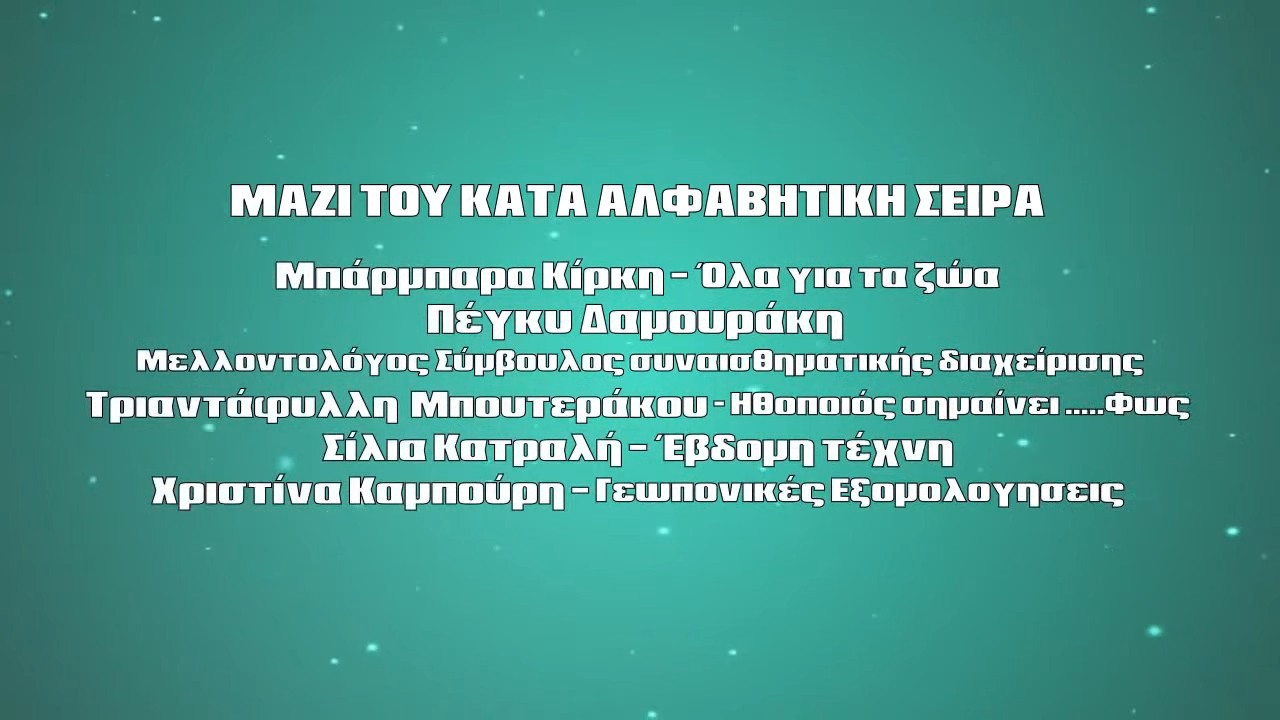 ΜΑΖΙ ΤΟΥ ΚΑΤΑ ΑΛΦΑΒΗΤΙΚΗ ΣΕΙΡΑ
Μπάρμπαρα Κίρκη – Όλα για τα ζώα
Πέγκυ Δαμουράκη
Μελλοντολόγος Σύμβουλος συναισθηματικής διαχείρισης
Τριαντάφυλλη Μπουτεράκου - Ηθοποιός σημαίνει .....Φως
Σίλια Κατραλή – Έβδομη τέχνη
Χριστίνα Καμπούρη – Γεωπονικές Εξομολογησεις